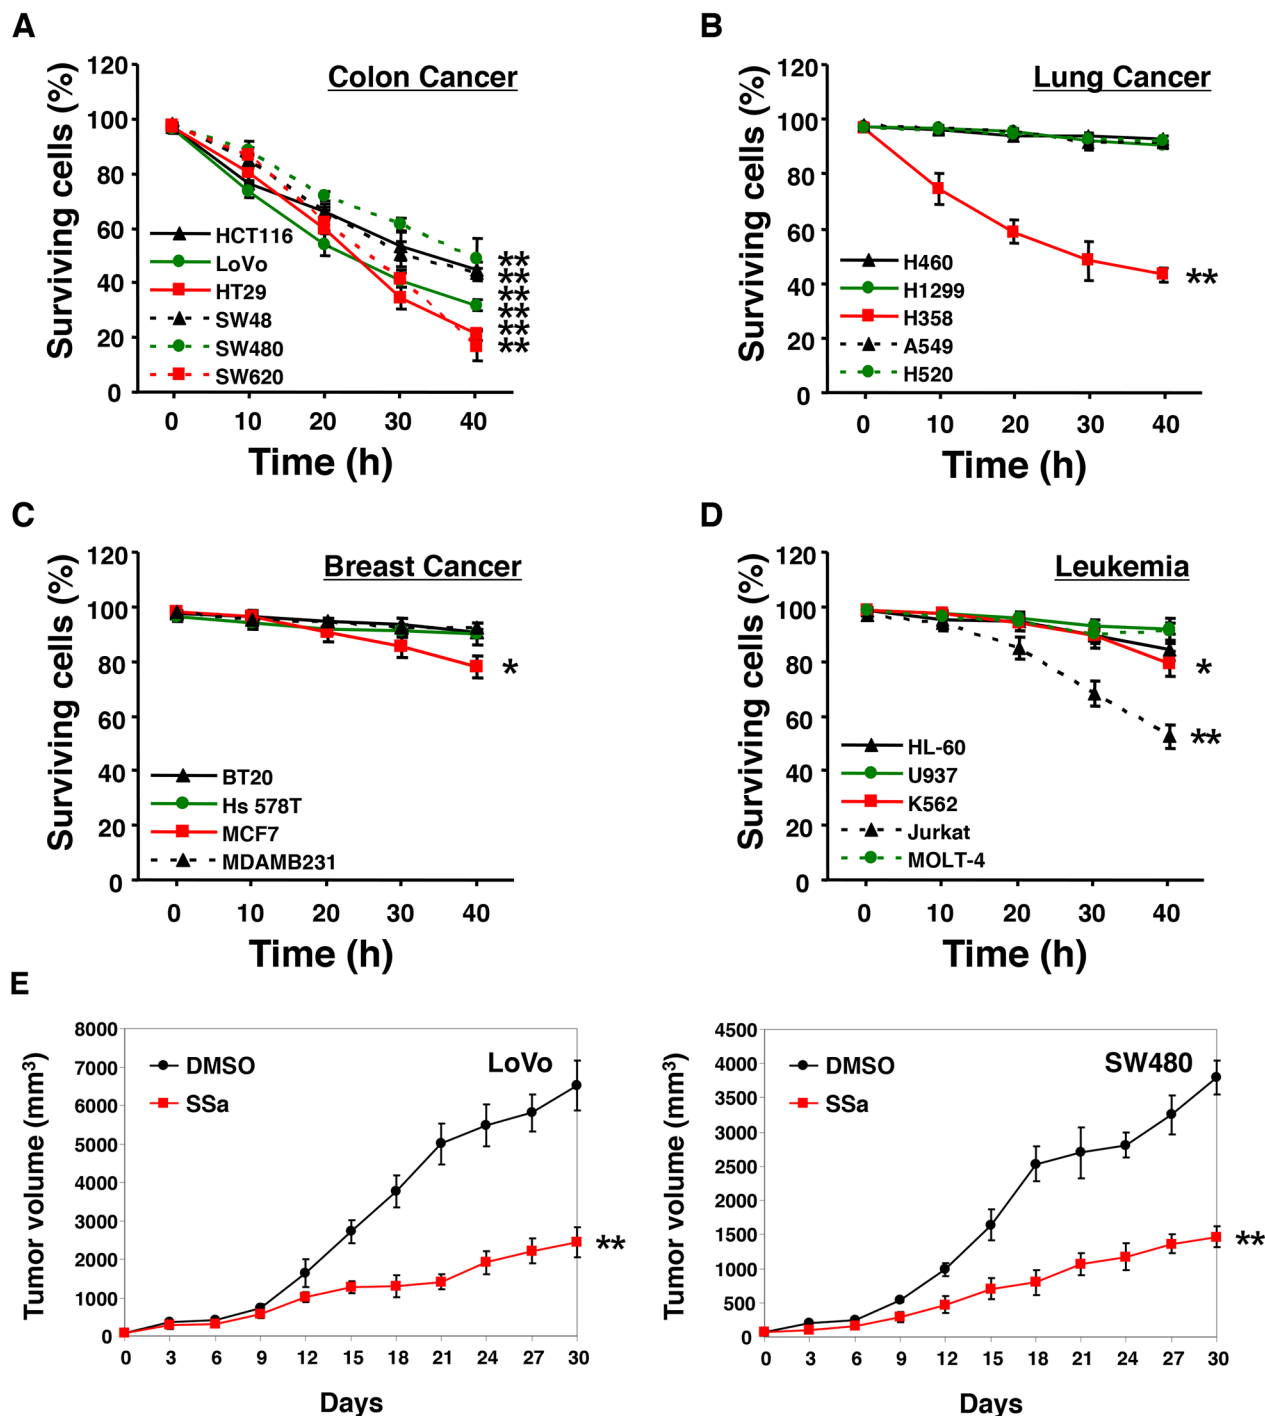 A
Colon Cancer
Surviving cells (%)
120
100
80
60
40
20
0
HCT116
LoVo
HT29
SW48
SW480
SW620
**
**
**
**
**
**
0 10 20 30 40
Time (h)
B
Lung Cancer
Surviving cells (%)
120
100
80
60
40
20
0
H460
H1299
H358
A549
H520
**
0 10 20 30 40
Time (h)
C
Breast Cancer
Surviving cells (%)
120
100
80
60
40
20
0
BT20
Hs 578T
MCF7
MDAMB231
*
0 10 20 30 40
Time (h)
D
Leukemia
Surviving cells (%)
120
100
80
60
40
20
0
HL-60
U937
K562
Jurkat
MOLT-4
*
**
0 10 20 30 40
Time (h)
E
LoVo
Tumor volume (mm³)
8000
7000
6000
5000
4000
3000
2000
1000
0
DMSO
SSa
**
0 3 6 9 12 15 18 21 24 27 30
Days
SW480
Tumor volume (mm³)
4500
4000
3500
3000
2500
2000
1500
1000
500
0
DMSO
SSa
**
0 3 6 9 12 15 18 21 24 27 30
Days